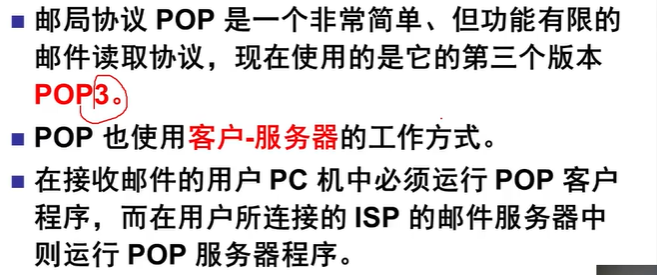 ■ 邮局协议 POP 是一个非常简单、但功能有限的
邮件读取协议，现在使用的是它的第三个版本
POP3。
■ POP 也使用客户-服务器的工作方式。
■ 在接收邮件的用户 PC 机中必须运行 POP 客户
程序，而在用户所连接的 ISP 的邮件服务器中
则运行 POP 服务器程序。